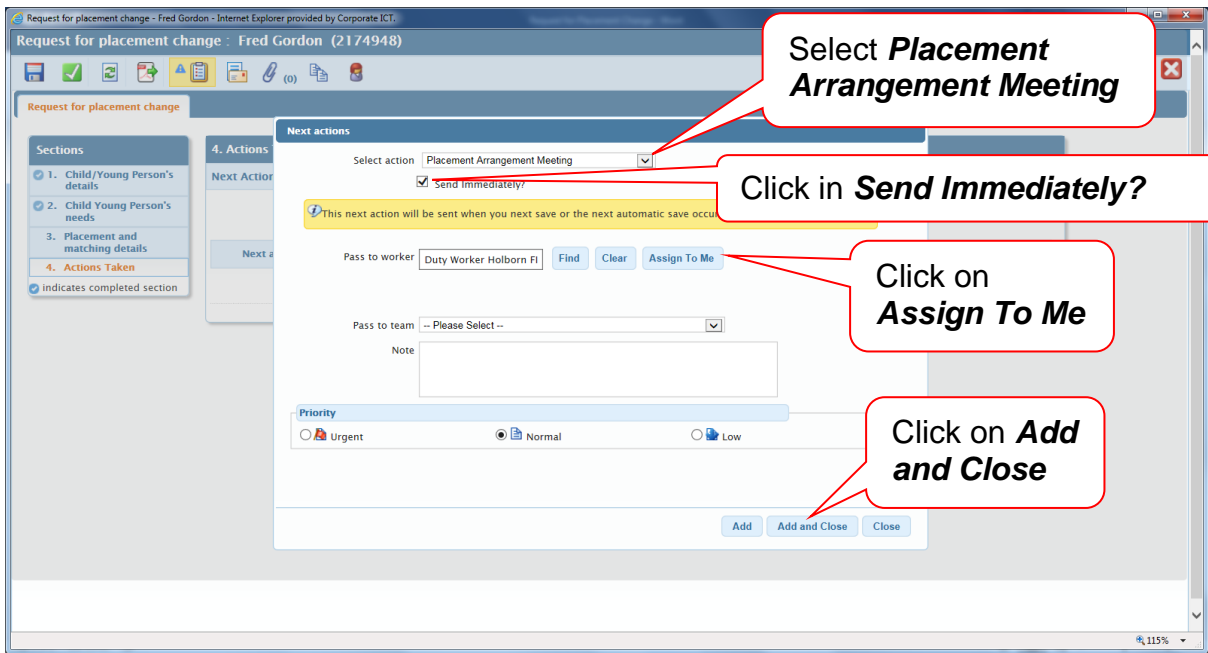 Request for placement change - Fred Gordon - Internet Explorer provided by Corporate ICT.
Request for placement change : Fred Gordon (2174948)
(0)
Request for placement change
Sections
1. Child/Young Person's
details
2. Child Young Person's
needs
3. Placement and
matching details
4. Actions Taken
indicates completed section
4. Actions
Next Action
Next a
Next actions
Select action Placement Arrangement Meeting
Send Immediately?
This next action will be sent when you next save or the next automatic save occu
Pass to worker Duty Worker Holborn FI Find Clear Assign To Me
Pass to team -- Please Select --
Note
Priority
Urgent Normal Low
Add Add and Close Close
Select Placement
Arrangement Meeting
Click in Send Immediately?
Click on
Assign To Me
Click on Add
and Close
115%